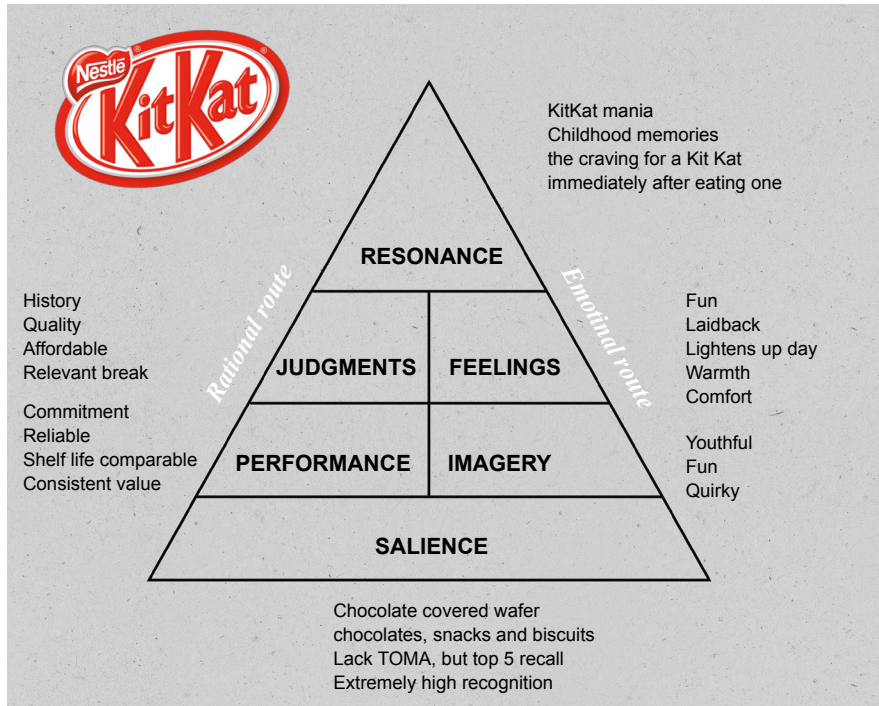 Nestlé
KitKat
KitKat mania
Childhood memories
the craving for a Kit Kat
immediately after eating one
RESONANCE
Rational route
Emotinal route
History
Quality
Affordable
Relevant break
JUDGMENTS
FEELINGS
Fun
Laidback
Lightens up day
Warmth
Comfort
Commitment
Reliable
Shelf life comparable
Consistent value
PERFORMANCE
IMAGERY
Youthful
Fun
Quirky
SALIENCE
Chocolate covered wafer
chocolates, snacks and biscuits
Lack TOMA, but top 5 recall
Extremely high recognition